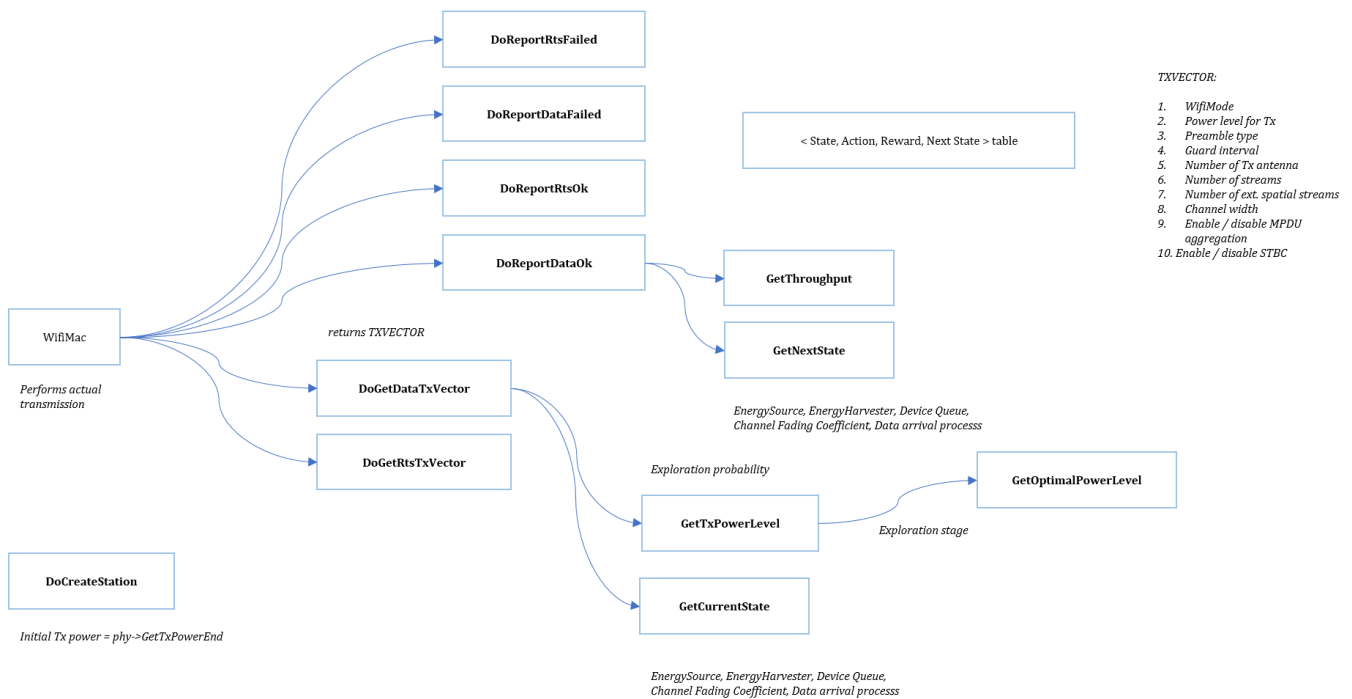 DoReportRtsFailed
TXVECTOR:
1. WifiMode
2. Power level for Tx
3. Preamble type
4. Guard interval
5. Number of Tx antenna
6. Number of streams
7. Number of ext. spatial streams
8. Channel width
9. Enable / disable MPDU
aggregation
10. Enable / disable STBC
DoReportDataFailed
< State, Action, Reward, Next State > table
DoReportRtsOk
DoReportDataOk
GetThroughput
WifiMac
returns TXVECTOR
GetNextState
Performs actual
transmission
DoGetDataTxVector
EnergySource, EnergyHarvester, Device Queue,
Channel Fading Coefficient, Data arrival processs
DoGetRtsTxVector
Exploration probability
GetOptimalPowerLevel
GetTxPowerLevel
Exploration stage
DoCreateStation
GetCurrentState
Initial Tx power = phy->GetTxPowerEnd
EnergySource, EnergyHarvester, Device Queue,
Channel Fading Coefficient, Data arrival processs